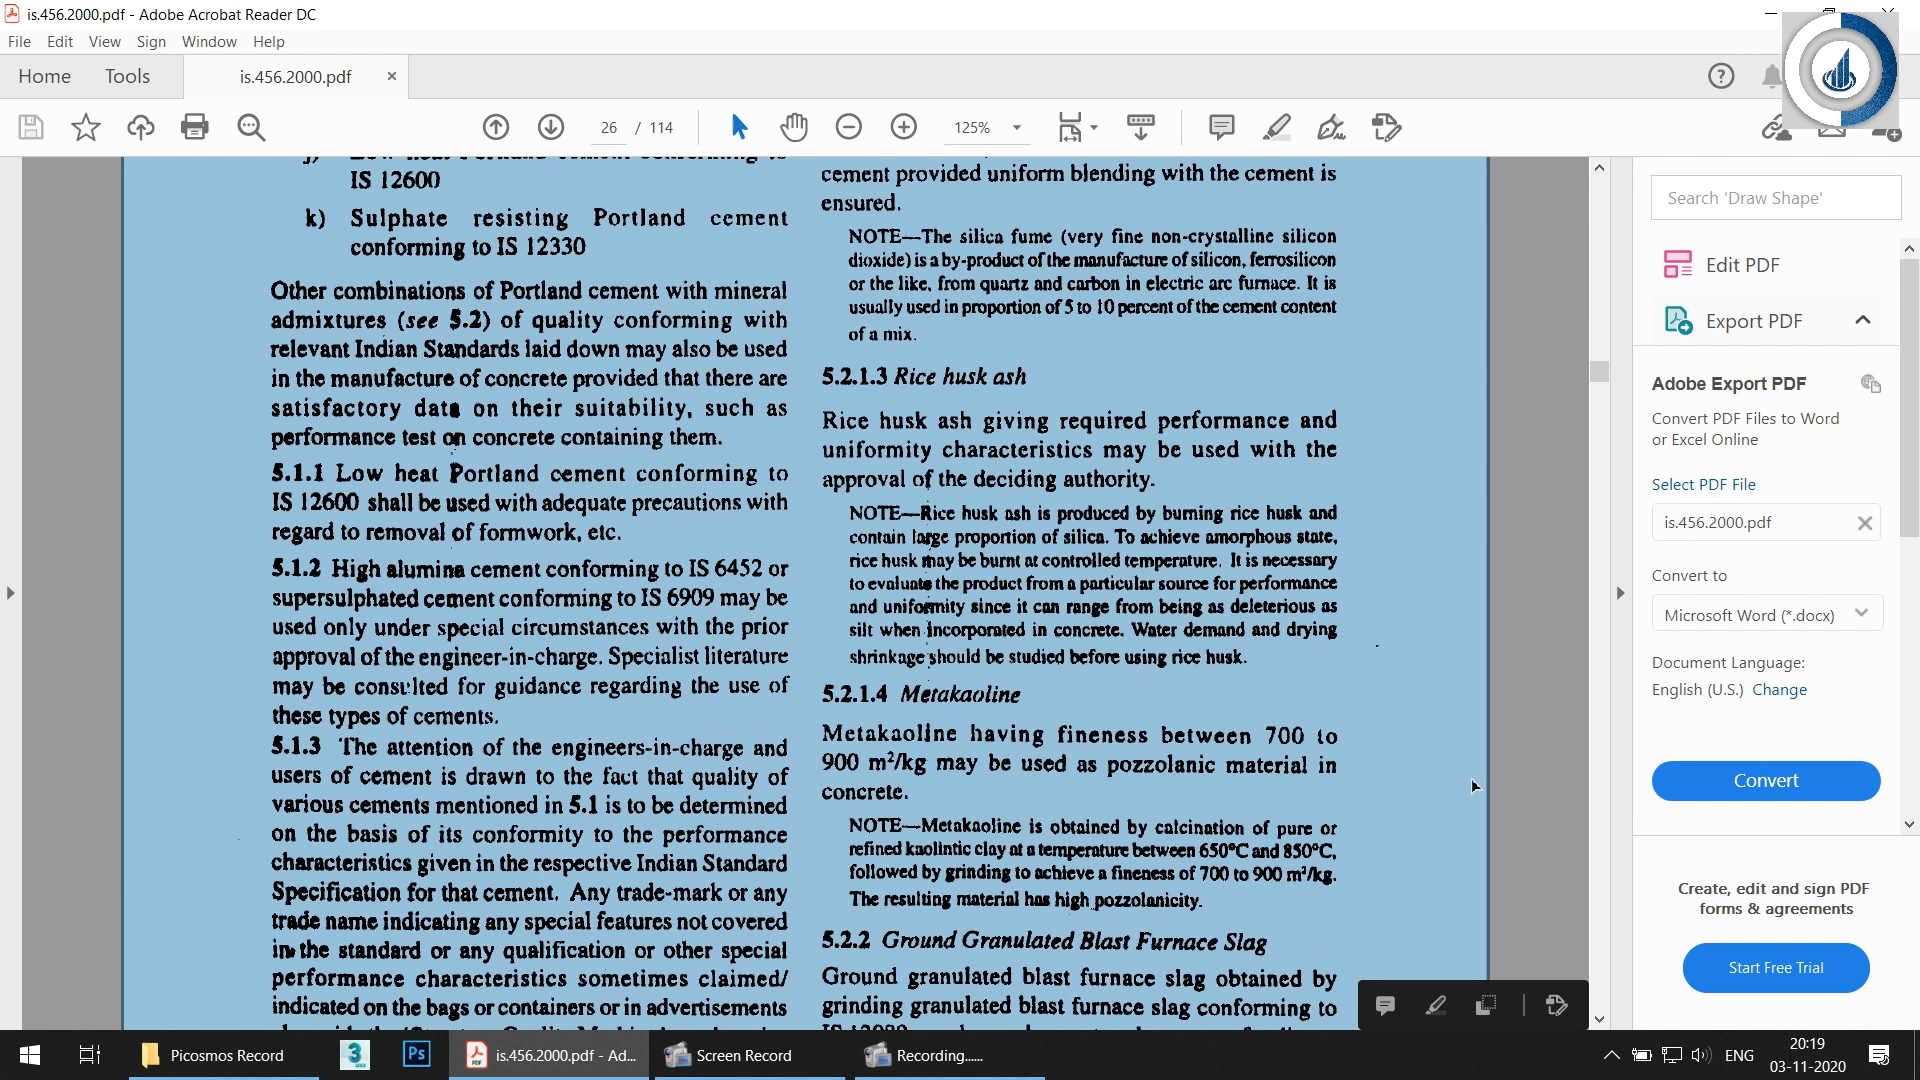 is.456.2000.pdf - Adobe Acrobat Reader DC
File Edit View Sign Window Help
Home Tools is.456.2000.pdf ×
26 / 114 125%
IS 12600
k) Sulphate resisting Portland cement
conforming to IS 12330
Other combinations of Portland cement with mineral
admixtures (see 5.2) of quality conforming with
relevant Indian Standards laid down may also be used
in the manufacture of concrete provided that there are
satisfactory data on their suitability, such as
performance test on concrete containing them.
5.1.1 Low heat Portland cement conforming to
IS 12600 shall be used with adequate precautions with
regard to removal of formwork, etc.
5.1.2 High alumina cement conforming to IS 6452 or
supersulphated cement conforming to IS 6909 may be
used only under special circumstances with the prior
approval of the engineer-in-charge. Specialist literature
may be consulted for guidance regarding the use of
these types of cements.
5.1.3 The attention of the engineers-in-charge and
users of cement is drawn to the fact that quality of
various cements mentioned in 5.1 is to be determined
on the basis of its conformity to the performance
characteristics given in the respective Indian Standard
Specification for that cement. Any trade-mark or any
trade name indicating any special features not covered
in the standard or any qualification or other special
performance characteristics sometimes claimed/
indicated on the bags or containers or in advertisements
cement provided uniform blending with the cement is
ensured.
NOTE—The silica fume (very fine non-crystalline silicon
dioxide) is a by-product of the manufacture of silicon, ferrosilicon
or the like, from quartz and carbon in electric arc furnace. It is
usually used in proportion of 5 to 10 percent of the cement content
of a mix.
5.2.1.3 Rice husk ash
Rice husk ash giving required performance and
uniformity characteristics may be used with the
approval of the deciding authority.
NOTE—Rice husk ash is produced by burning rice husk and
contain large proportion of silica. To achieve amorphous state,
rice husk may be burnt at controlled temperature. It is necessary
to evaluate the product from a particular source for performance
and uniformity since it can range from being as deleterious as
silt when incorporated in concrete. Water demand and drying
shrinkage should be studied before using rice husk.
5.2.1.4 Metakaoline
Metakaoline having fineness between 700 to
900 m²/kg may be used as pozzolanic material in
concrete.
NOTE—Metakaoline is obtained by calcination of pure or
refined kaolintic clay at a temperature between 650°C and 850°C,
followed by grinding to achieve a fineness of 700 to 900 m²/kg.
The resulting material has high pozzolanicity.
5.2.2 Ground Granulated Blast Furnace Slag
Ground granulated blast furnace slag obtained by
grinding granulated blast furnace slag conforming to
Search 'Draw Shape'
Edit PDF
Export PDF
Adobe Export PDF
Convert PDF Files to Word
or Excel Online
Select PDF File
is.456.2000.pdf
Convert to
Microsoft Word (*.docx)
Document Language:
English (U.S.) Change
Convert
Create, edit and sign PDF
forms & agreements
Start Free Trial
Picosmos Record
3
MAX
Ps
is.456.2000.pdf - Ad...
Screen Record
Recording......
ENG
20:19
03-11-2020